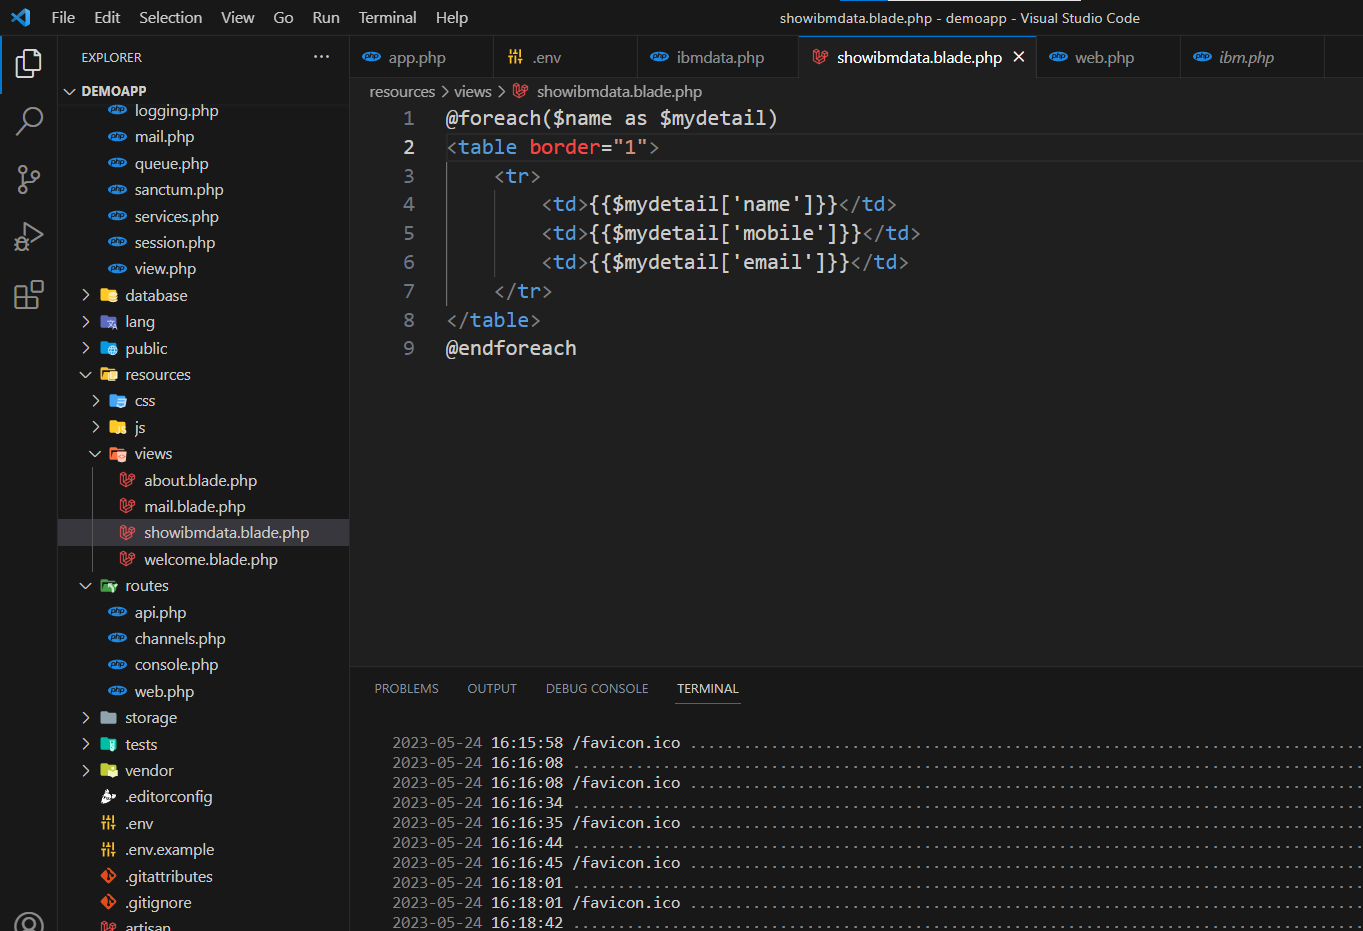 File Edit Selection View Go Run Terminal Help
showibmdata.blade.php - demoapp - Visual Studio Code
EXPLORER
DEMOAPP
logging.php
mail.php
queue.php
sanctum.php
services.php
session.php
view.php
database
lang
public
resources
css
js
views
about.blade.php
mail.blade.php
showibmdata.blade.php
welcome.blade.php
routes
api.php
channels.php
console.php
web.php
storage
tests
vendor
.editorconfig
.env
.env.example
.gitattributes
.gitignore
artisan
app.php .env ibmdata.php showibmdata.blade.php web.php ibm.php
resources > views > showibmdata.blade.php
1 @foreach($name as $mydetail)
2 <table border="1">
3 <tr>
4 <td>{{$mydetail['name']}}</td>
5 <td>{{$mydetail['mobile']}}</td>
6 <td>{{$mydetail['email']}}</td>
7 </tr>
8 </table>
9 @endforeach
PROBLEMS OUTPUT DEBUG CONSOLE TERMINAL
2023-05-24 16:15:58 /favicon.ico ........................................................................
2023-05-24 16:16:08 ........................................................................
2023-05-24 16:16:08 /favicon.ico ........................................................................
2023-05-24 16:16:34 ........................................................................
2023-05-24 16:16:35 /favicon.ico ........................................................................
2023-05-24 16:16:44 ........................................................................
2023-05-24 16:16:45 /favicon.ico ........................................................................
2023-05-24 16:18:01 ........................................................................
2023-05-24 16:18:01 /favicon.ico ........................................................................
2023-05-24 16:18:42 ........................................................................